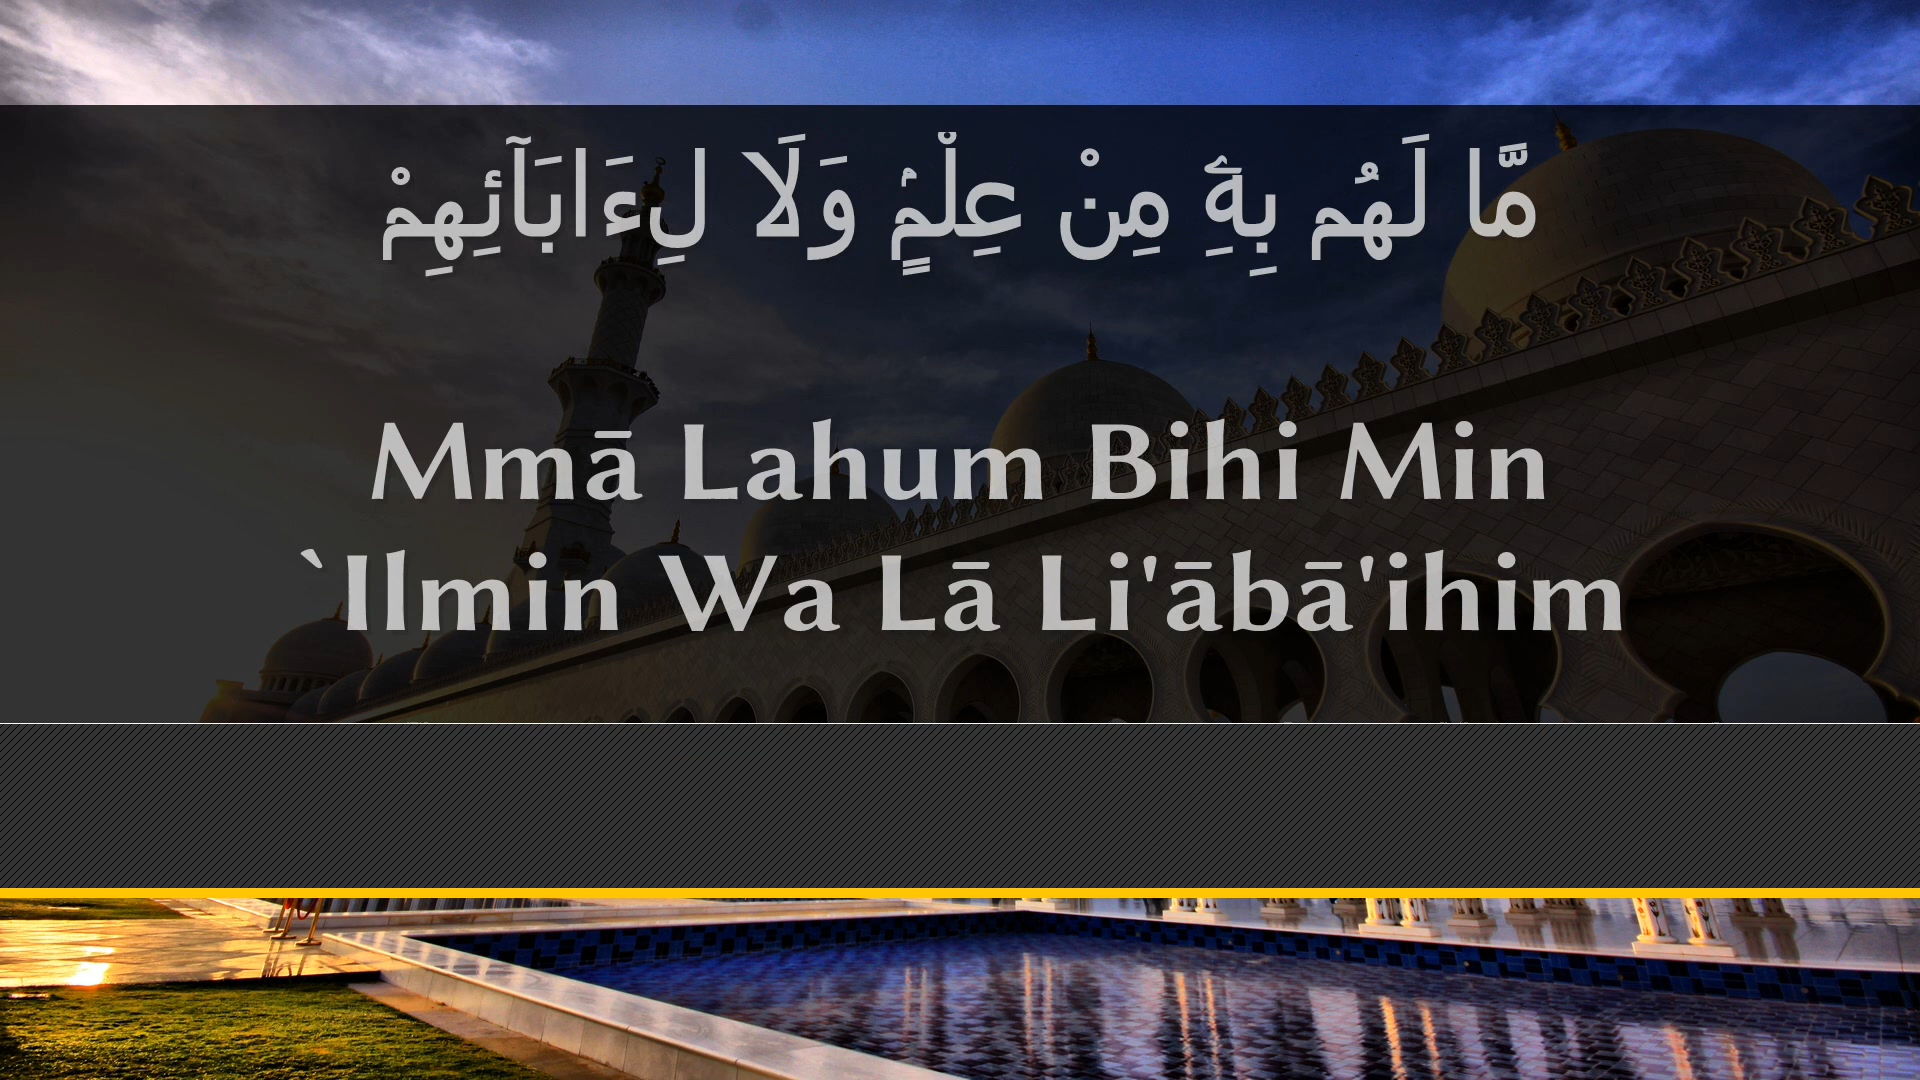 مَّا لَهُم بِهِۦ مِنْ عِلْمٍۢ وَلَا لِءَابَآئِهِمْ
Mmā Lahum Bihi Min
`Ilmin Wa Lā Li'ābā'ihim